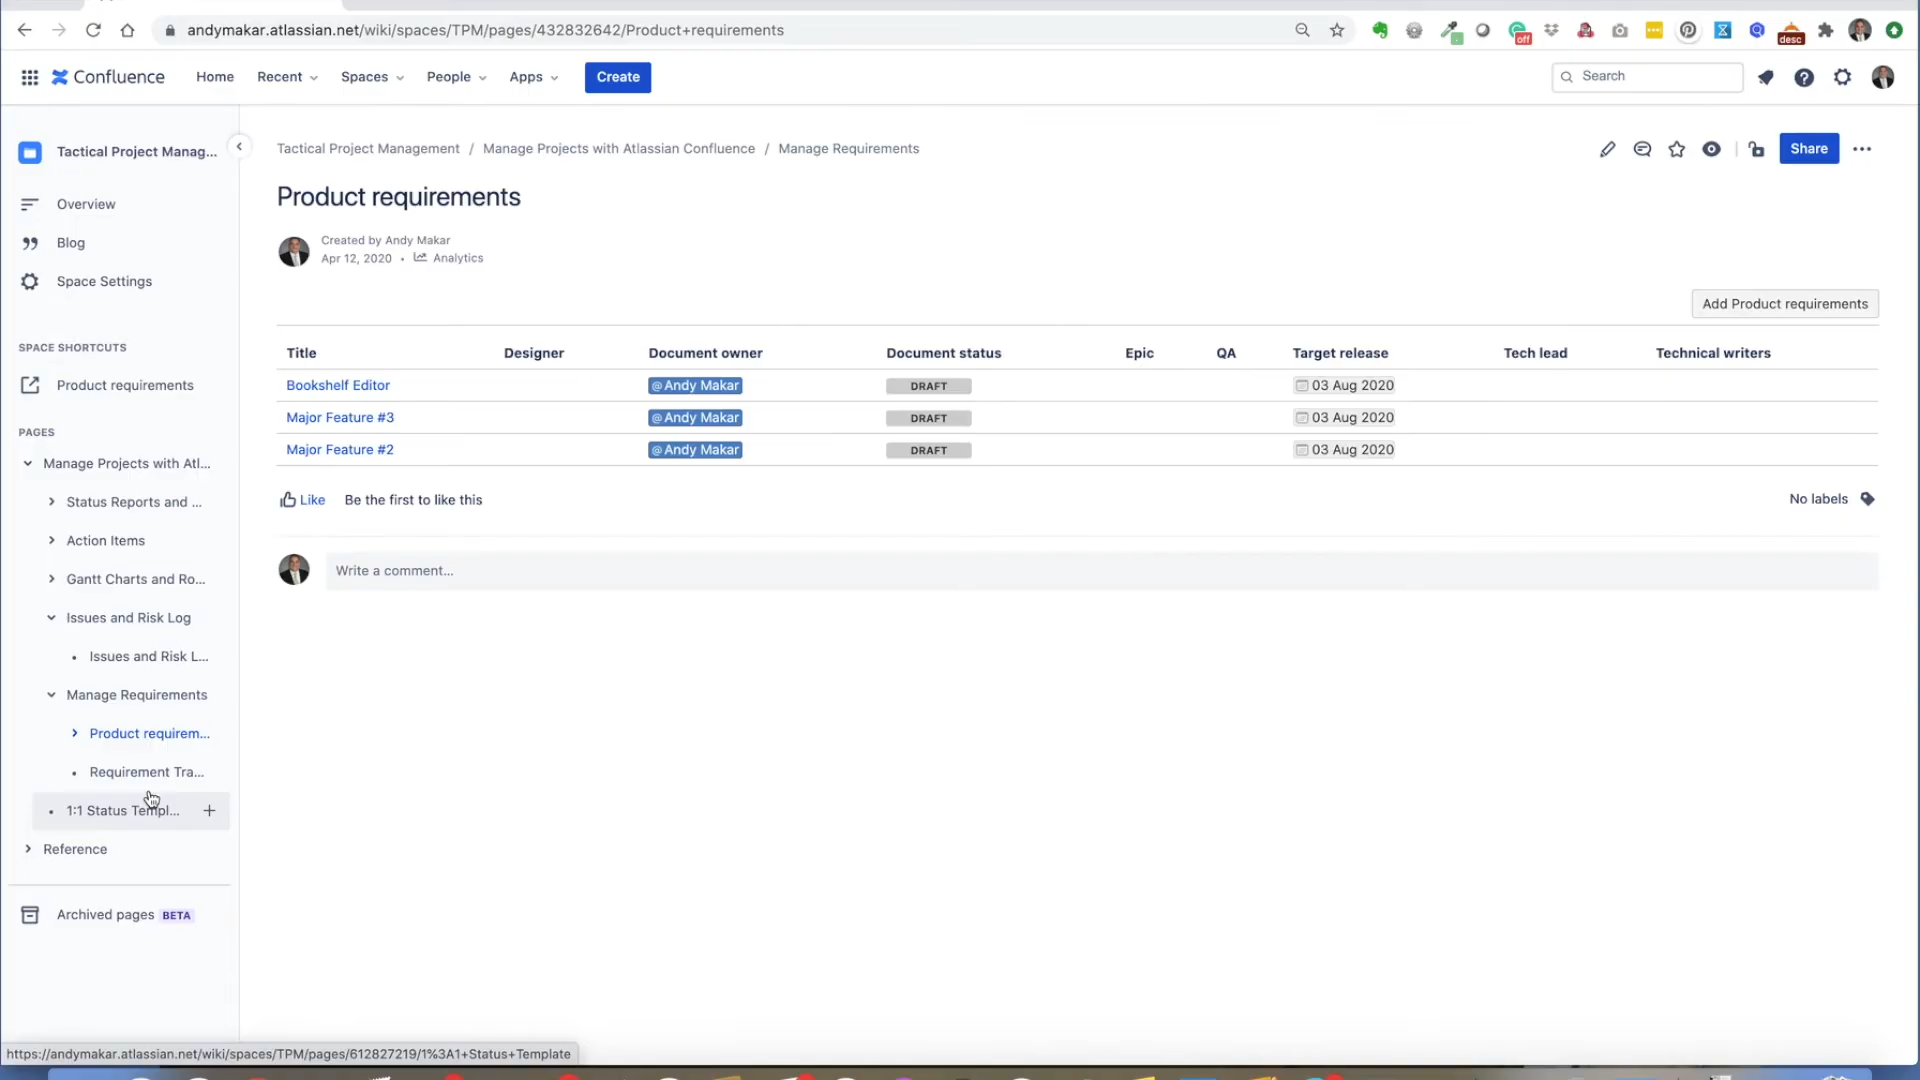 andymakar.atlassian.net/wiki/spaces/TPM/pages/432832642/Product+requirements
off
desc
Confluence
Home
Recent
Spaces
People
Apps
Create
Search
Tactical Project Manag...
Overview
Blog
Space Settings
SPACE SHORTCUTS
Product requirements
PAGES
Manage Projects with Atl...
Status Reports and ...
Action Items
Gantt Charts and Ro...
Issues and Risk Log
Issues and Risk L...
Manage Requirements
Product requirem...
Requirement Tra...
1:1 Status Templ...
Reference
Archived pages BETA
Tactical Project Management / Manage Projects with Atlassian Confluence / Manage Requirements
Share
Product requirements
Created by Andy Makar
Apr 12, 2020 • Analytics
Add Product requirements
Title Designer Document owner Document status Epic QA Target release Tech lead Technical writers
Bookshelf Editor @Andy Makar DRAFT 03 Aug 2020
Major Feature #3 @Andy Makar DRAFT 03 Aug 2020
Major Feature #2 @Andy Makar DRAFT 03 Aug 2020
Like Be the first to like this
No labels
Write a comment...
https://andymakar.atlassian.net/wiki/spaces/TPM/pages/612827219/1%3A1+Status+Template